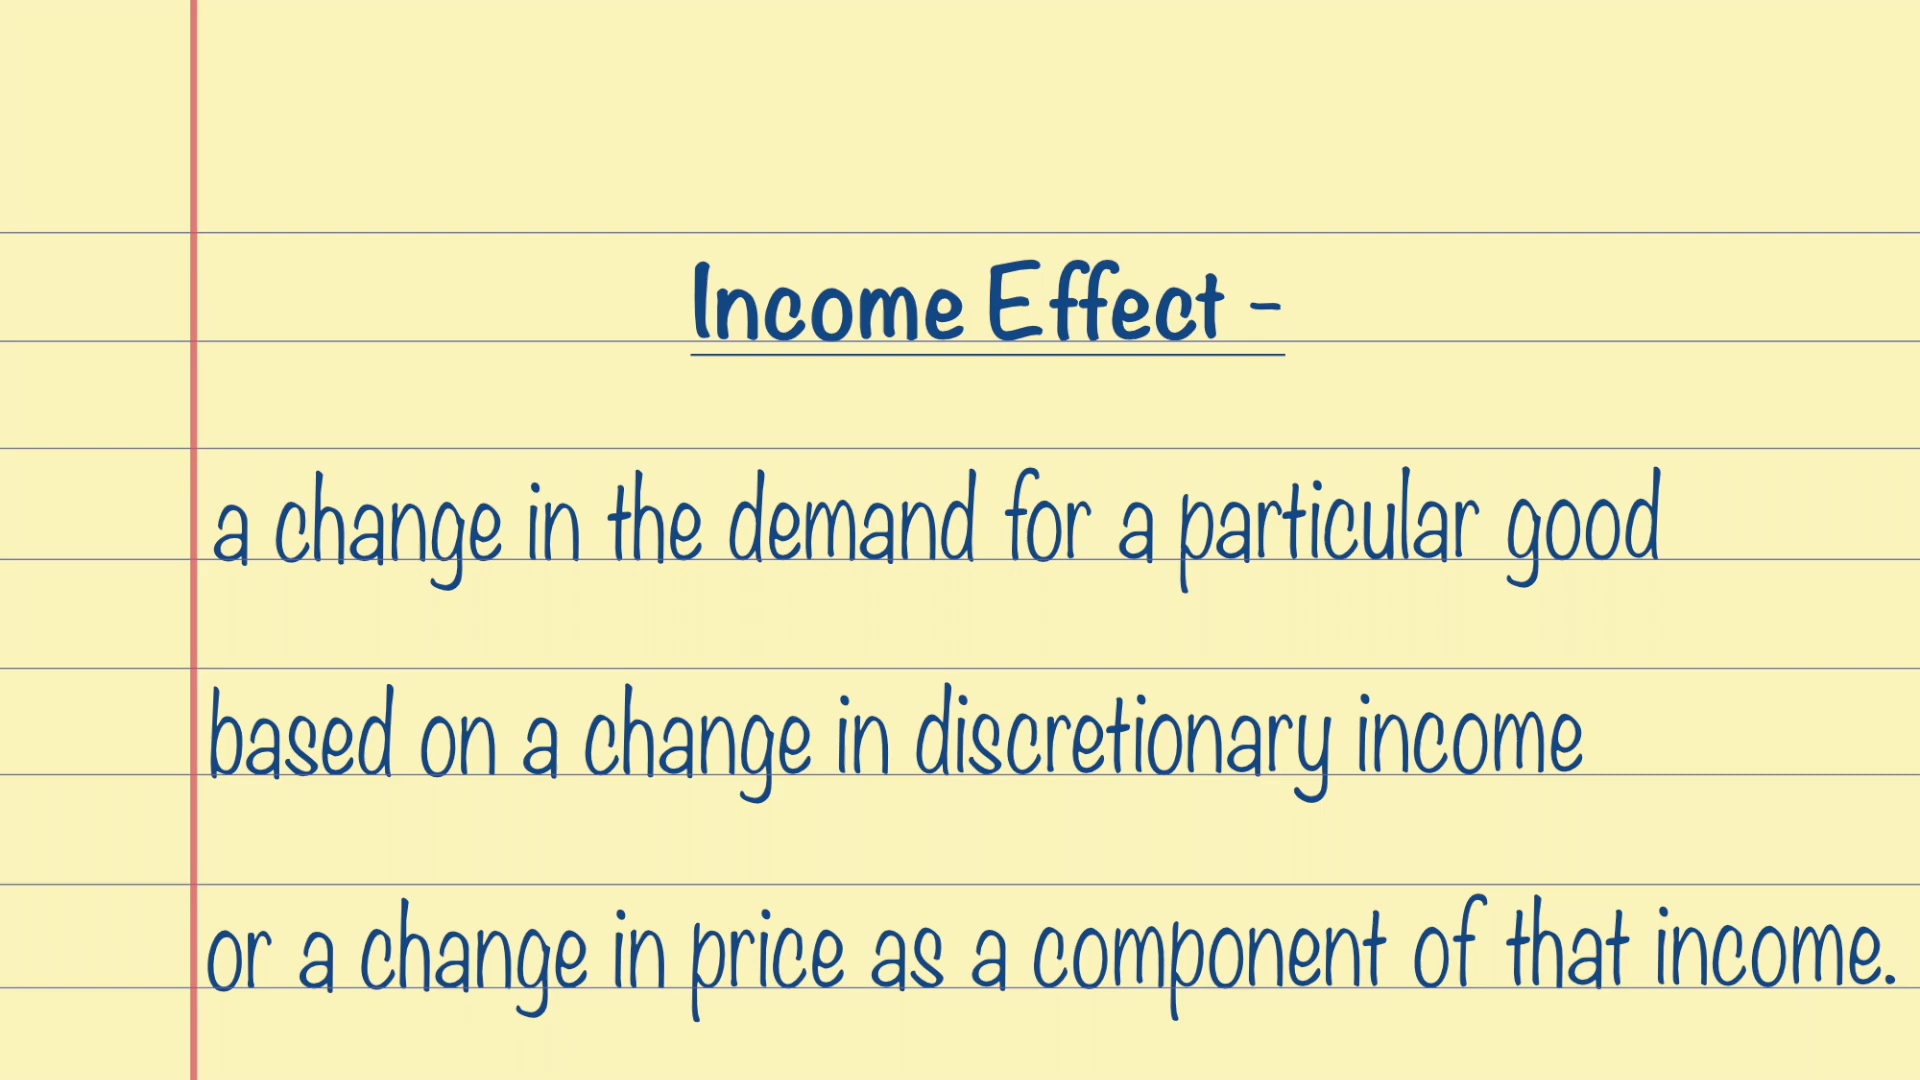 Income Effect -
a change in the demand for a particular good
based on a change in discretionary income
or a change in price as a component of that income.